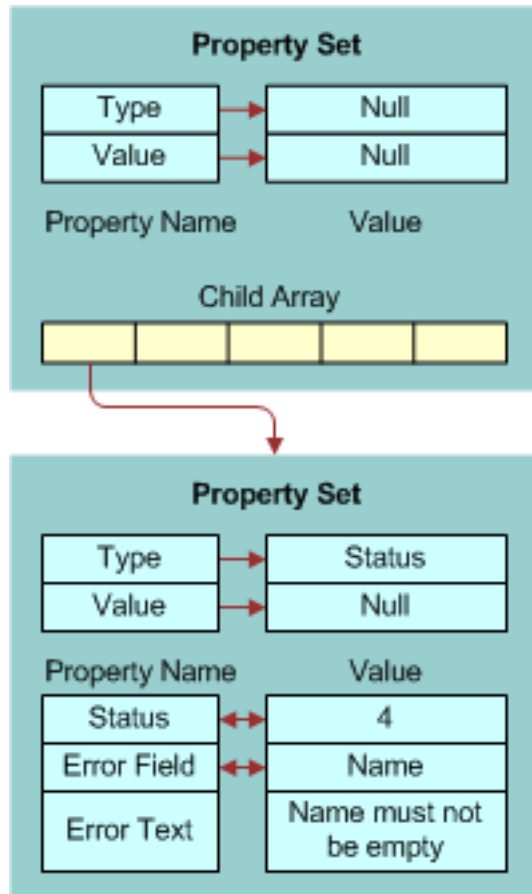 Property Set
Type Null
Value Null
Property Name Value
Child Array
Property Set
Type Status
Value Null
Property Name Value
Status 4
Error Field Name
Error Text Name must not
be empty